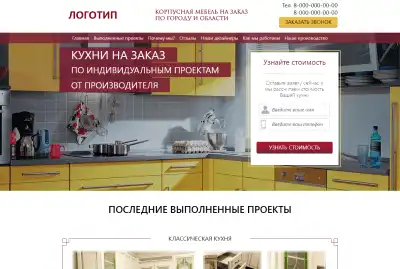 ЛОГОТИП
КОРПУСНАЯ МЕБЕЛЬ НА ЗАКАЗ
ПО ГОРОДУ И ОБЛАСТИ
Тел. 8-000-000-00-00
8-000-000-00-00
ЗАКАЗАТЬ ЗВОНОК
Главная Выполненные проекты Почему мы? Отзывы Наши дизайнеры Как мы работаем Наше производство
КУХНИ НА ЗАКАЗ
ПО ИНДИВИДУАЛЬНЫМ ПРОЕКТАМ
ОТ ПРОИЗВОДИТЕЛЯ
Узнайте стоимость
Оставьте заявку сейчас и
мы рассчитаем стоимость
Вашей кухни
Введите ваше имя
Введите ваш телефон
УЗНАТЬ СТОИМОСТЬ
ПОСЛЕДНИЕ ВЫПОЛНЕННЫЕ ПРОЕКТЫ
КЛАССИЧЕСКАЯ КУХНЯ